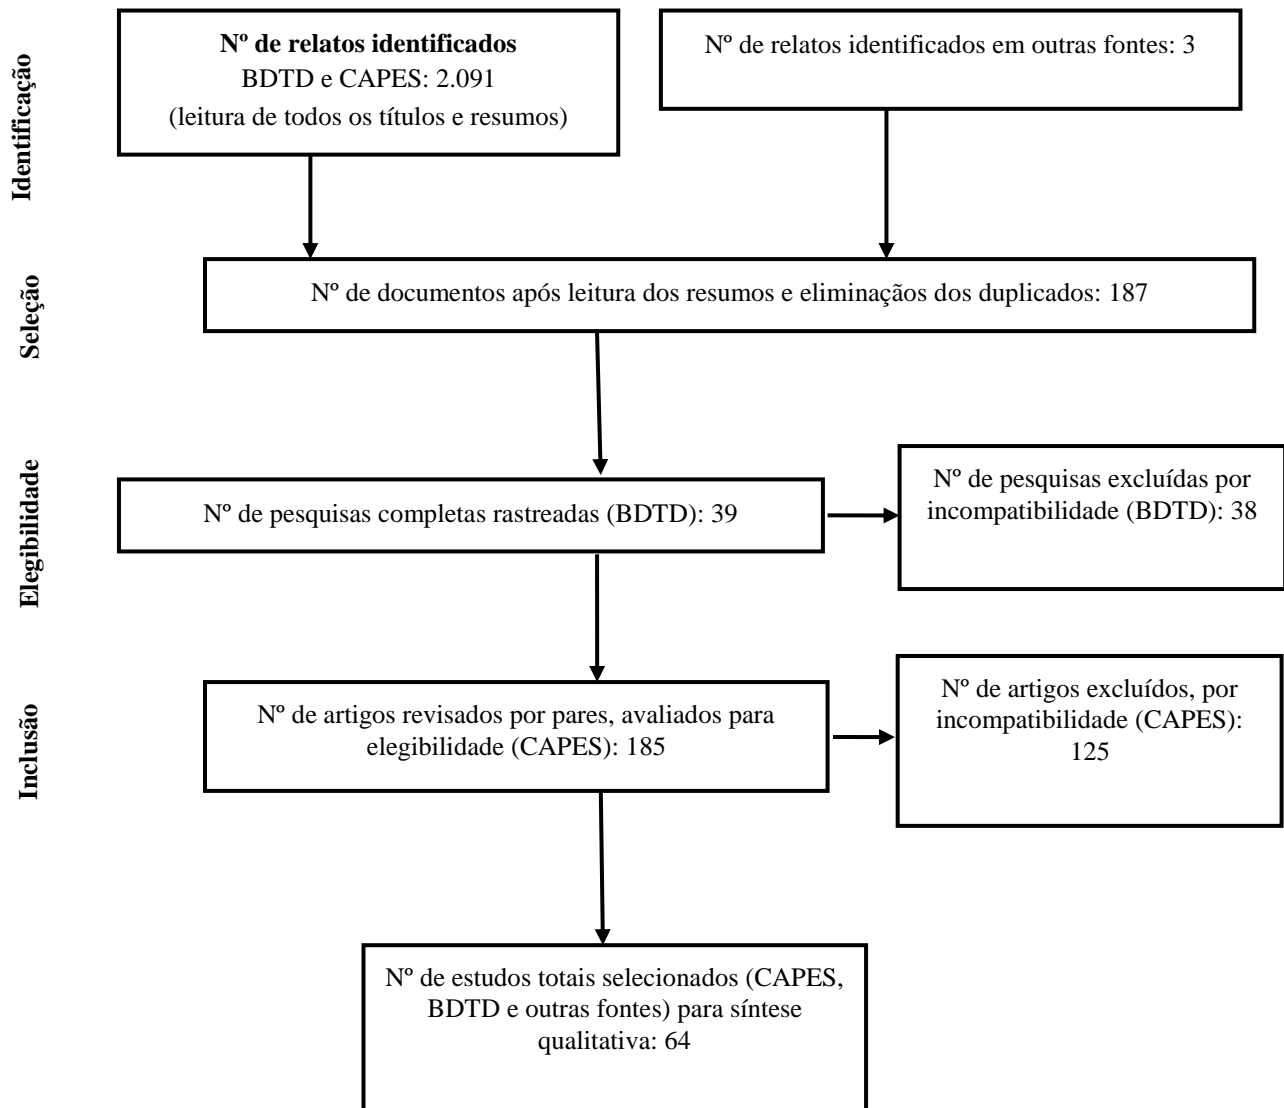 Identificação
Nº de relatos identificados
BDTD e CAPES: 2.091
(leitura de todos os títulos e resumos)
Nº de relatos identificados em outras fontes: 3
Seleção
Nº de documentos após leitura dos resumos e eliminaçãos dos duplicados: 187
Elegibilidade
Nº de pesquisas completas rastreadas (BDTD): 39
Nº de pesquisas excluídas por
incompatibilidade (BDTD): 38
Inclusão
Nº de artigos revisados por pares, avaliados para
elegibilidade (CAPES): 185
Nº de artigos excluídos, por
incompatibilidade (CAPES):
125
Nº de estudos totais selecionados (CAPES,
BDTD e outras fontes) para síntese
qualitativa: 64